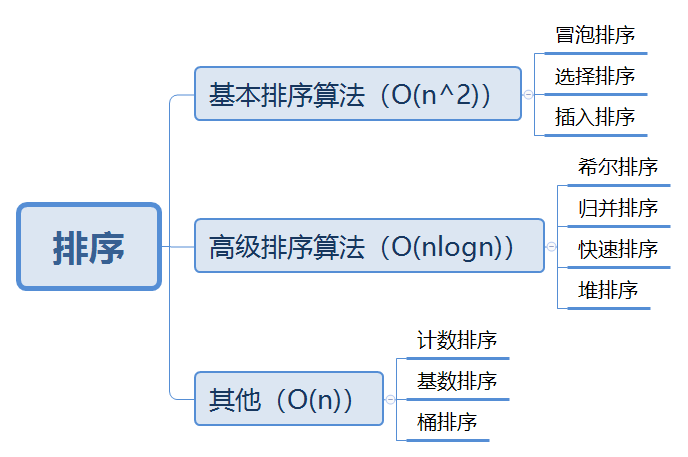 排序
基本排序算法（O(n^2)）
冒泡排序
选择排序
插入排序
高级排序算法（O(nlogn)）
希尔排序
归并排序
快速排序
堆排序
其他（O(n)）
计数排序
基数排序
桶排序